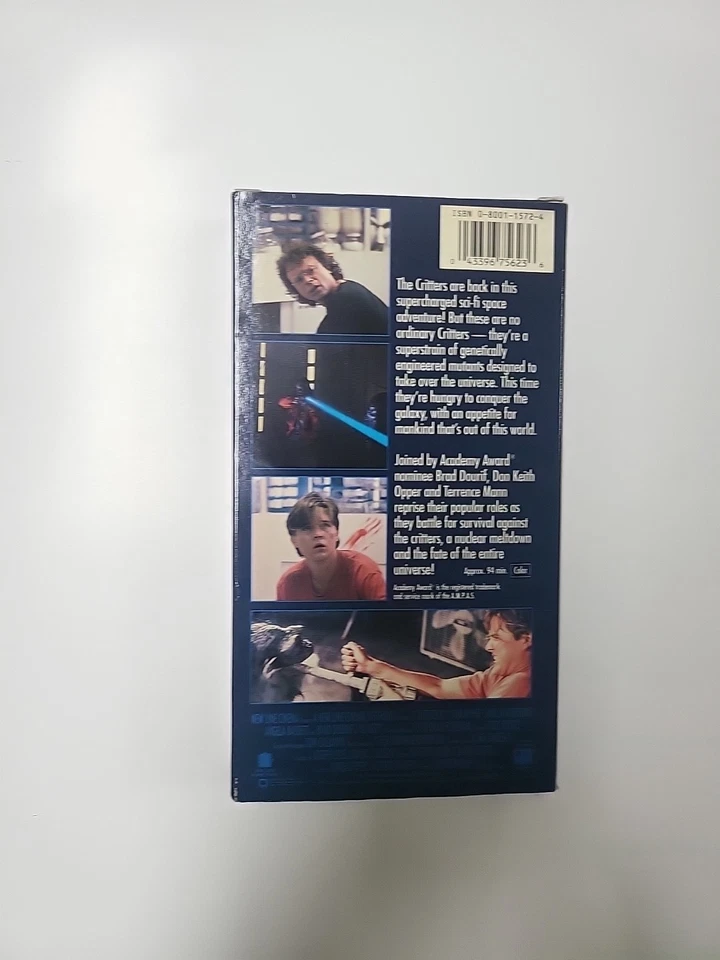 ISBN 0-8001-1572-4
0 43396 75623 6
The Critters are back in this
supercharged sci-fi space
adventure! But these are no
ordinary Critters — they're a
superstrain of genetically
engineered mutants designed to
take over the universe. This time
they're hungry to conquer the
galaxy, with an appetite for
mankind that's out of this world.
Joined by Academy Award®
nominee Brad Dourif, Don Keith
Opper and Terrence Mann
reprise their popular roles as
they battle for survival against
the critters, a nuclear meltdown
and the fate of the entire
universe! Approx. 94 min. Color
Academy Award® is the registered trademark
and service mark of the A.M.P.A.S.
NEW LINE CINEMA
ANGELA BASSETT